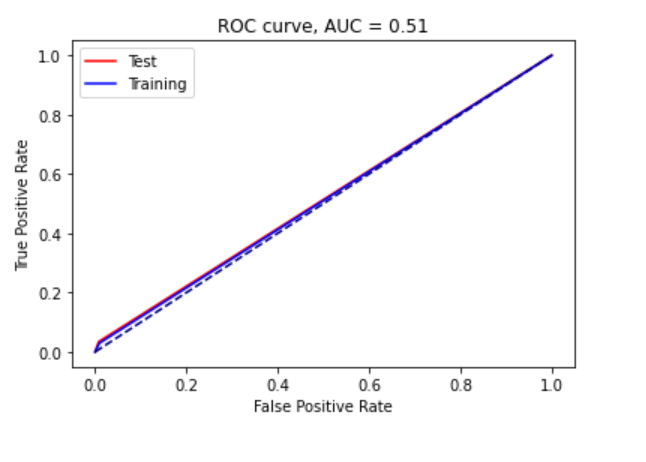 ROC curve, AUC = 0.51
Test
Training
1.0
0.8
0.6
0.4
0.2
0.0
True Positive Rate
0.0 0.2 0.4 0.6 0.8 1.0
False Positive Rate